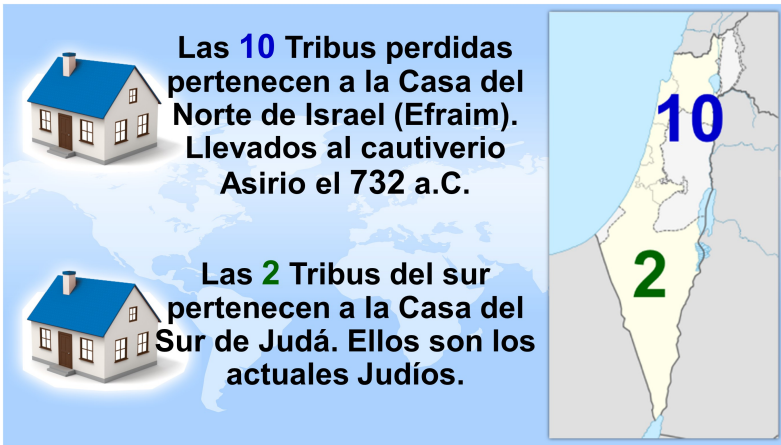 Las 10 Tribus perdidas
pertenecen a la Casa del
Norte de Israel (Efraim).
Llevados al cautiverio
Asirio el 732 a.C.
Las 2 Tribus del sur
pertenecen a la Casa del
Sur de Judá. Ellos son los
actuales Judíos.
10
2